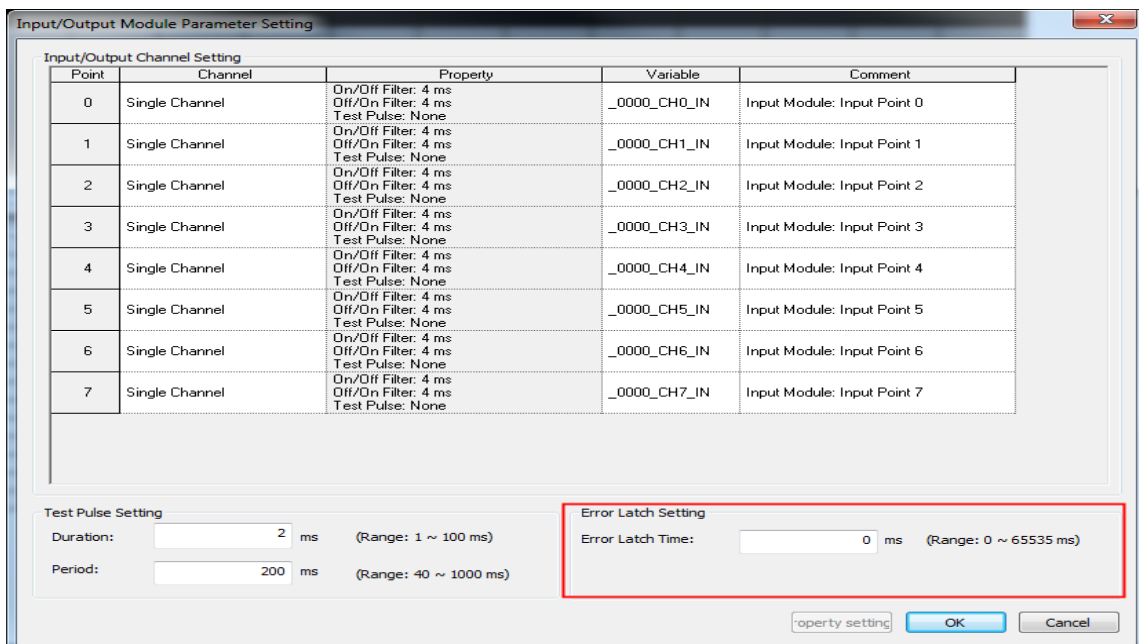 Input/Output Module Parameter Setting
Input/Output Channel Setting
Point Channel Property Variable Comment
0 Single Channel On/Off Filter: 4 ms _0000_CH0_IN Input Module: Input Point 0
Off/On Filter: 4 ms
Test Pulse: None
1 Single Channel On/Off Filter: 4 ms _0000_CH1_IN Input Module: Input Point 1
Off/On Filter: 4 ms
Test Pulse: None
2 Single Channel On/Off Filter: 4 ms _0000_CH2_IN Input Module: Input Point 2
Off/On Filter: 4 ms
Test Pulse: None
3 Single Channel On/Off Filter: 4 ms _0000_CH3_IN Input Module: Input Point 3
Off/On Filter: 4 ms
Test Pulse: None
4 Single Channel On/Off Filter: 4 ms _0000_CH4_IN Input Module: Input Point 4
Off/On Filter: 4 ms
Test Pulse: None
5 Single Channel On/Off Filter: 4 ms _0000_CH5_IN Input Module: Input Point 5
Off/On Filter: 4 ms
Test Pulse: None
6 Single Channel On/Off Filter: 4 ms _0000_CH6_IN Input Module: Input Point 6
Off/On Filter: 4 ms
Test Pulse: None
7 Single Channel On/Off Filter: 4 ms _0000_CH7_IN Input Module: Input Point 7
Off/On Filter: 4 ms
Test Pulse: None
Test Pulse Setting
Duration: 2 ms (Range: 1 ~ 100 ms)
Period: 200 ms (Range: 40 ~ 1000 ms)
Error Latch Setting
Error Latch Time: 0 ms (Range: 0 ~ 65535 ms)
roperty setting OK Cancel